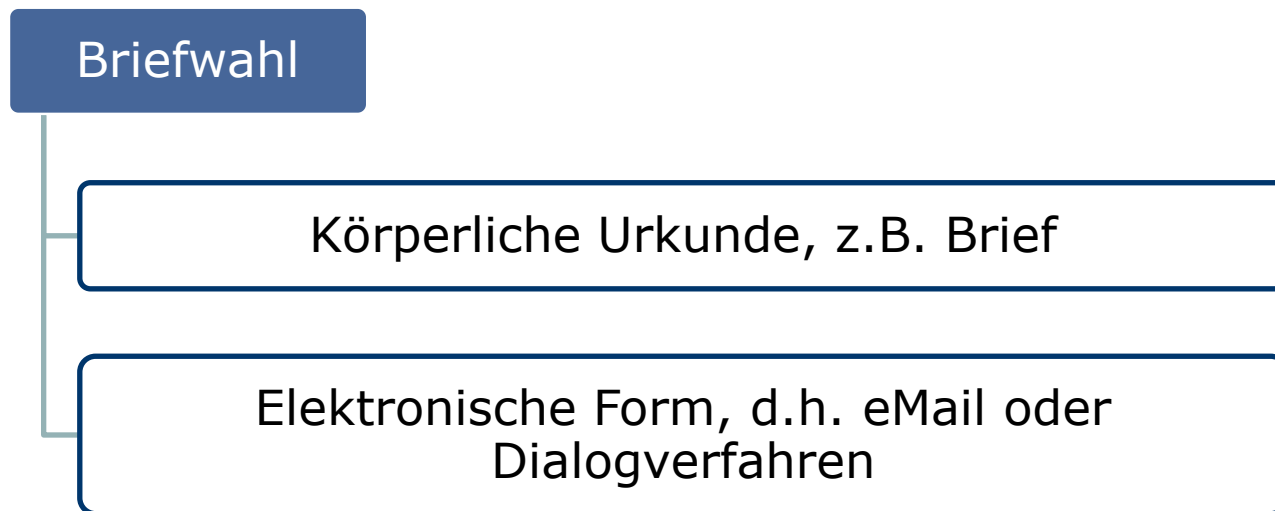 Briefwahl
Körperliche Urkunde, z.B. Brief
Elektronische Form, d.h. eMail oder
Dialogverfahren